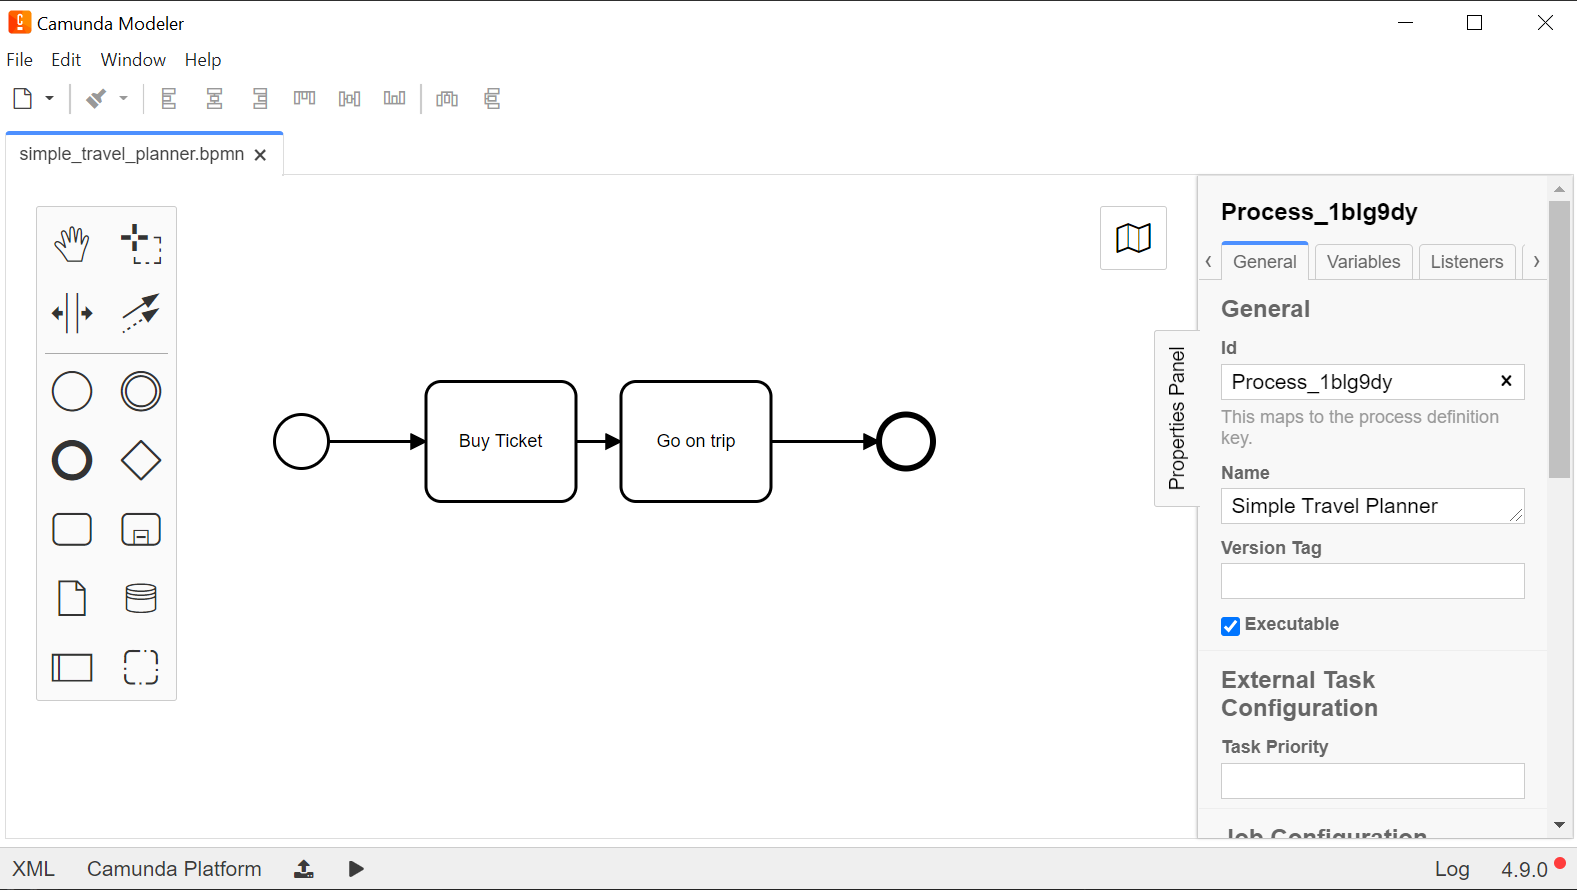 Camunda Modeler
File Edit Window Help
simple_travel_planner.bpmn
Buy Ticket
Go on trip
Properties Panel
Process_1blg9dy
General Variables Listeners
General
Id
Process_1blg9dy
This maps to the process definition
key.
Name
Simple Travel Planner
Version Tag
Executable
External Task
Configuration
Task Priority
Job Configuration
XML Camunda Platform Log 4.9.0